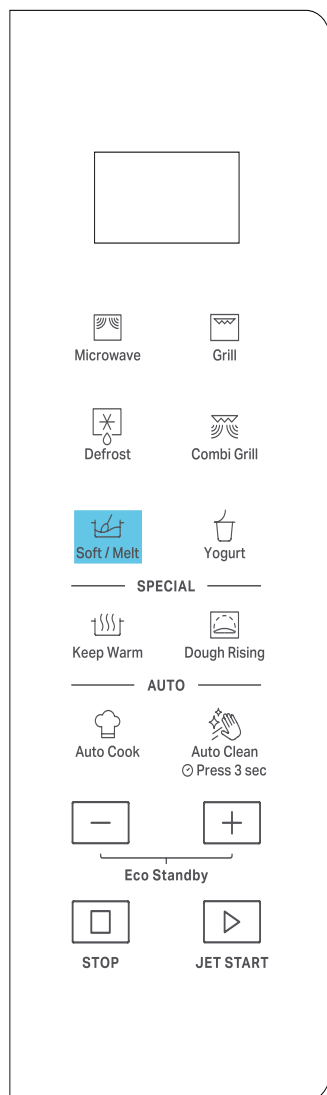 Microwave Grill
Defrost Combi Grill
Soft / Melt Yogurt
SPECIAL
Keep Warm Dough Rising
AUTO
Auto Cook Auto Clean
Press 3 sec
Eco Standby
STOP JET START